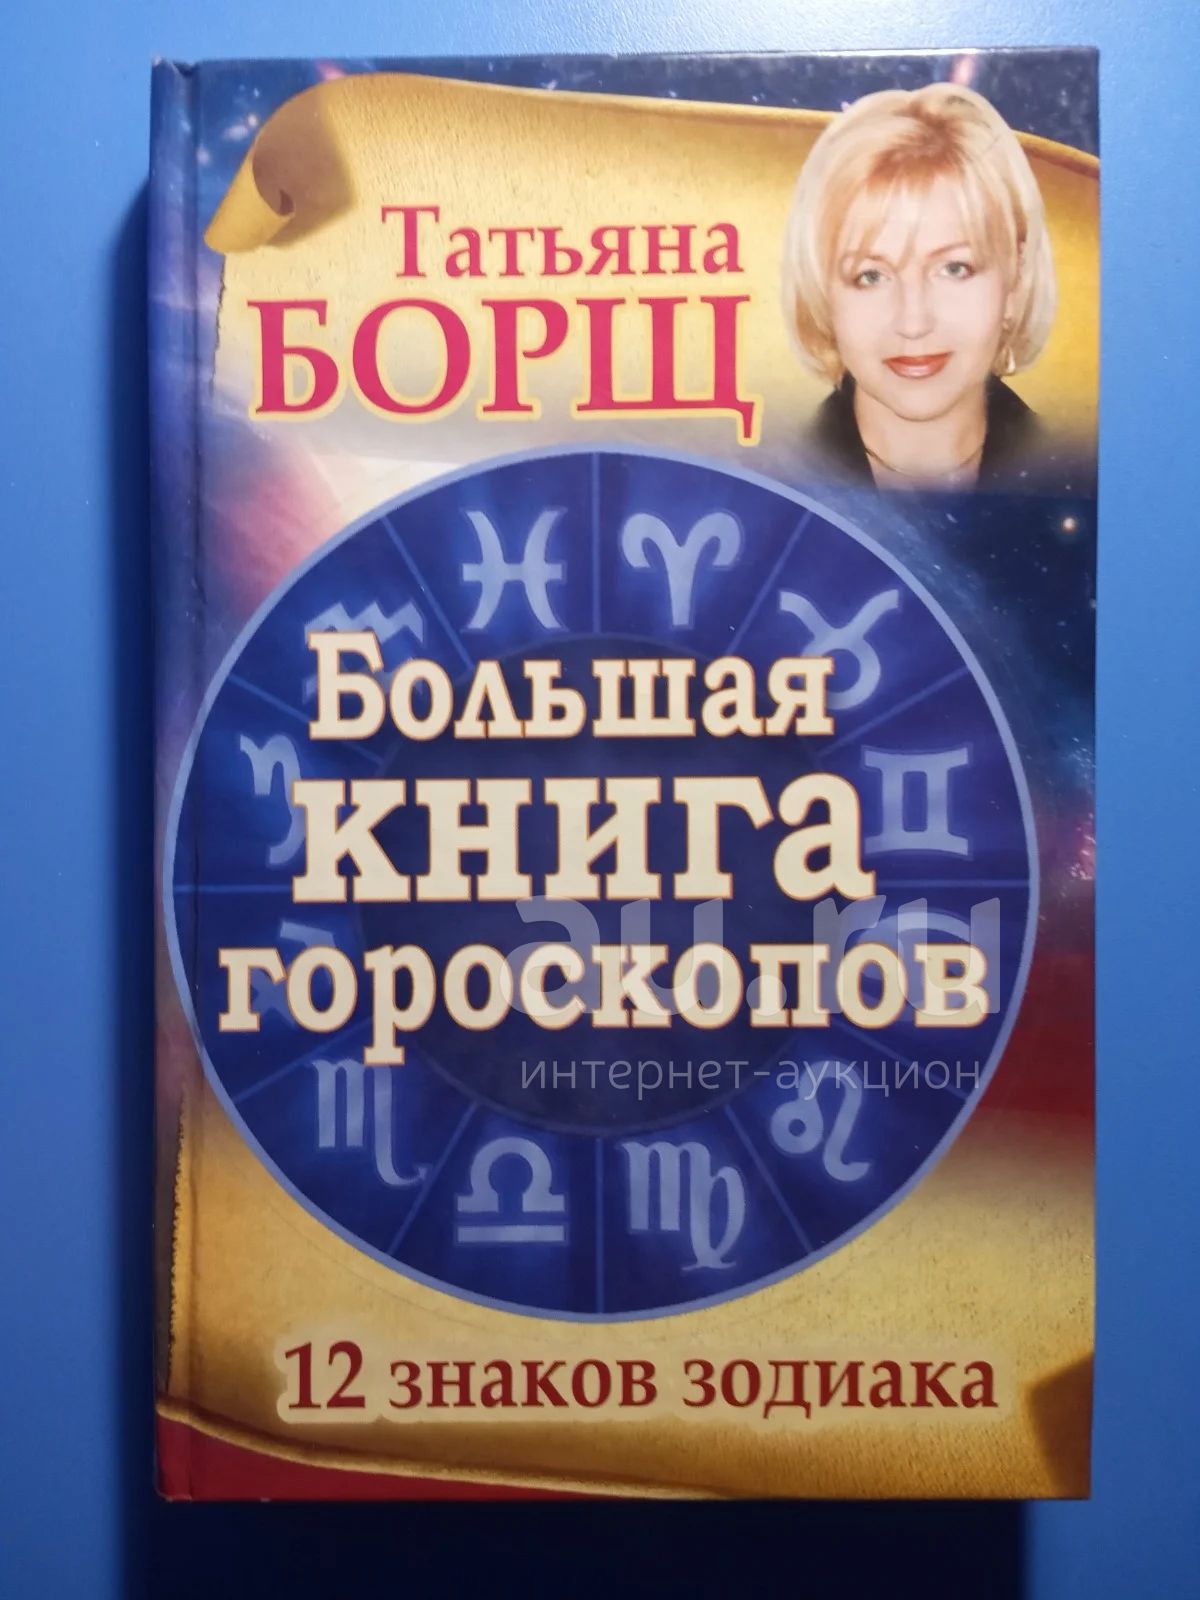 Татьяна
БОРЩ
Большая
книга
гороскопов
au.ru
интернет-аукцион
12 знаков зодиака